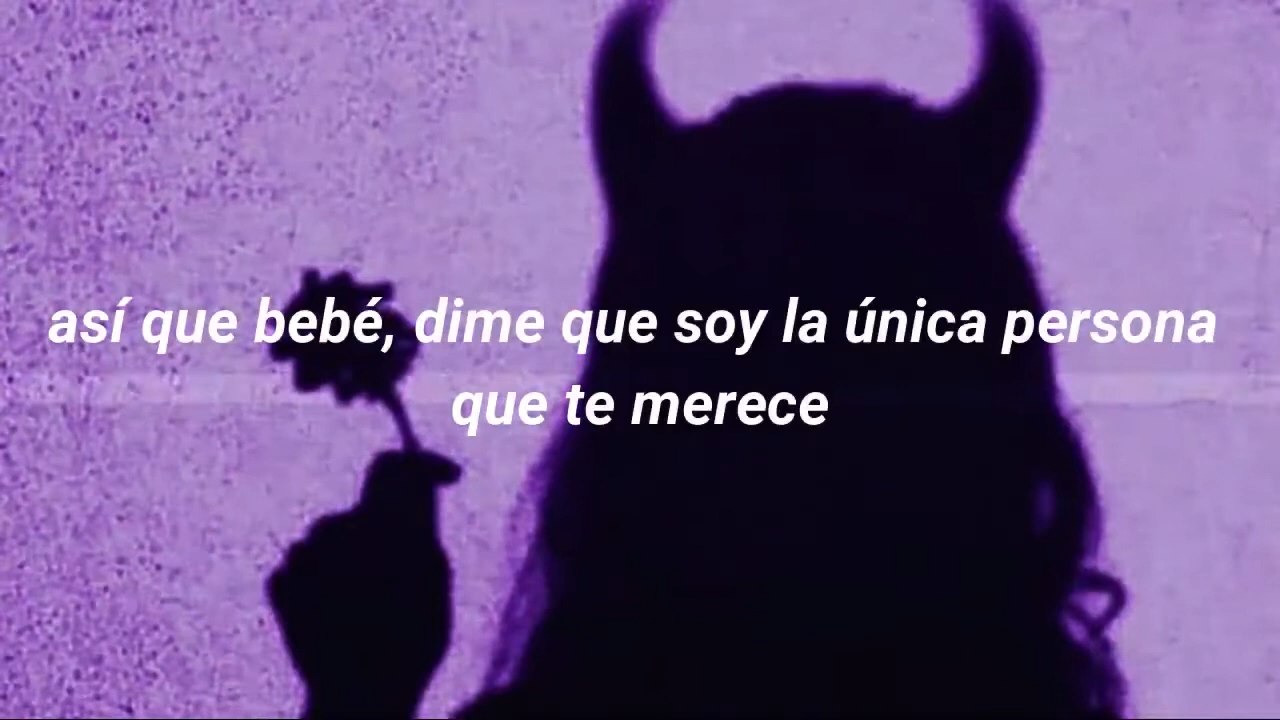 así que bebé, dime que soy la única persona
que te merece